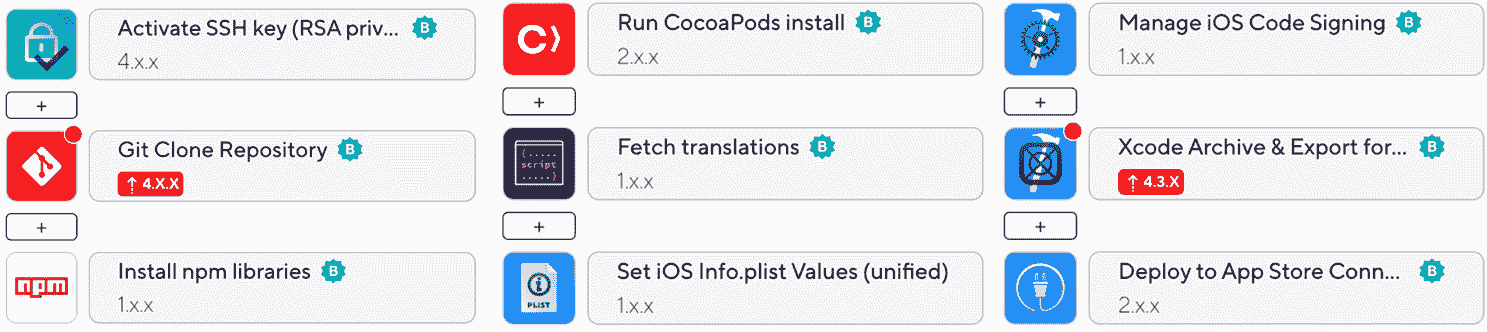 Activate SSH key (RSA priv... B
4.x.x
+
Git Clone Repository B
↑ 4.X.X
+
npm
Install npm libraries B
1.x.x
C
Run CocoaPods install B
2.x.x
+
{.....
script
.....}
Fetch translations B
1.x.x
+
i
PLIST
Set iOS Info.plist Values (unified)
1.x.x
Manage iOS Code Signing B
1.x.x
+
Xcode Archive & Export for... B
↑ 4.3.X
+
Deploy to App Store Conn... B
2.x.x